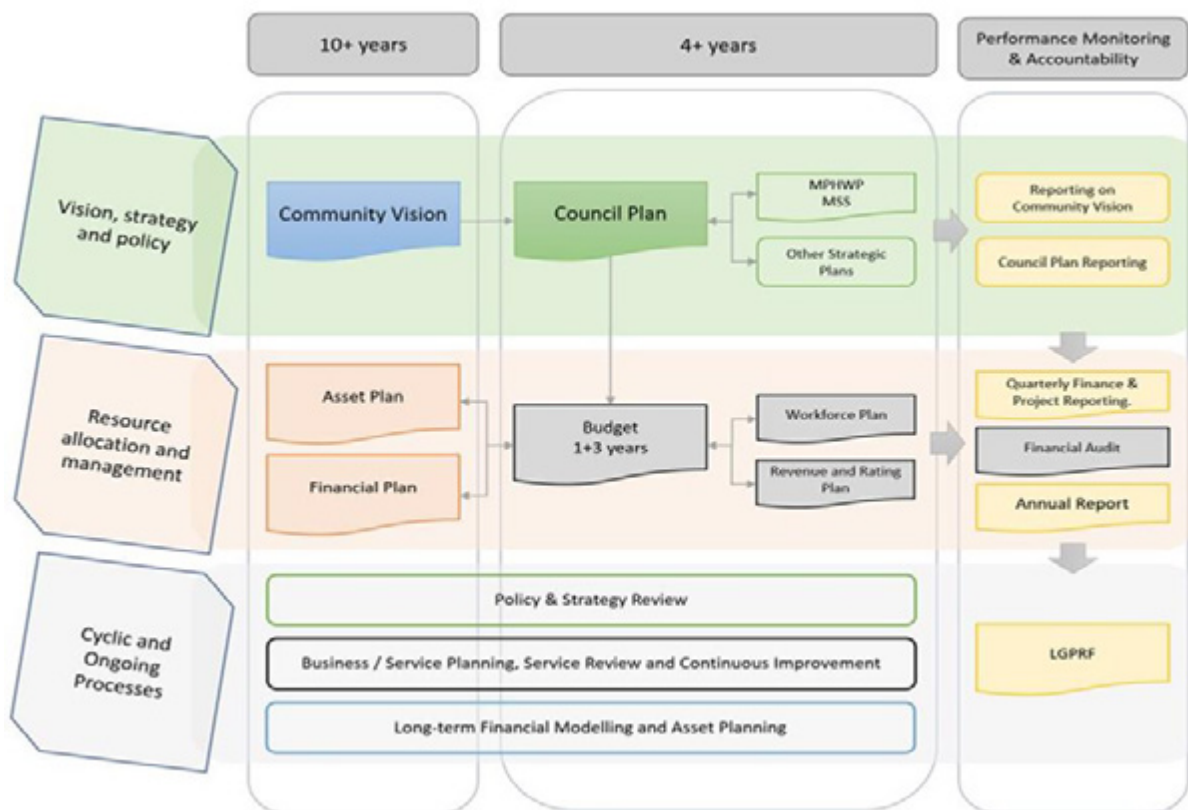 10+ years
4+ years
Performance Monitoring
& Accountability
Vision, strategy
and policy
Community Vision
Council Plan
MPHWP
MSS
Other Strategic
Plans
Reporting on
Community Vision
Council Plan Reporting
Resource
allocation and
management
Asset Plan
Financial Plan
Budget
1+3 years
Workforce Plan
Revenue and Rating
Plan
Quarterly Finance &
Project Reporting.
Financial Audit
Annual Report
Cyclic and
Ongoing
Processes
Policy & Strategy Review
Business / Service Planning, Service Review and Continuous Improvement
Long-term Financial Modelling and Asset Planning
LGPRF